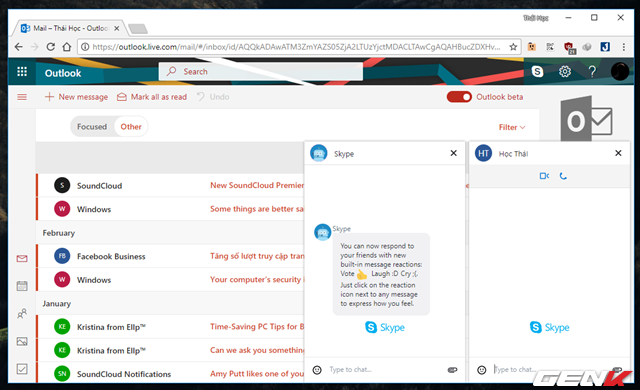 Thái Học
Mail – Thái Học - Outloo
https://outlook.live.com/mail/#/inbox/id/
Outlook
Search
New message
Mark all as read
Undo
Outlook beta
Focused
Other
Filter
S
SoundCloud
New SoundCloud Premier
W
Windows
Some things are better sa
February
FB
Facebook Business
Tăng số lượt truy cập tran
W
Windows
Your computer's security i
January
KE
Kristina from Ellp™
Time-Saving PC Tips for B
KE
Kristina from Ellp™
Can we ask you something
SN
SoundCloud Notifications
Amy Putt likes one of you
Skype
Skype
You can now respond to
your friends with new
built-in message reactions:
Vote Laugh :D Cry ;(.
Just click on the reaction
icon next to any message
to express how you feel.
Skype
Type to chat...
HT
Học Thái
Skype
Type to chat...
GENK